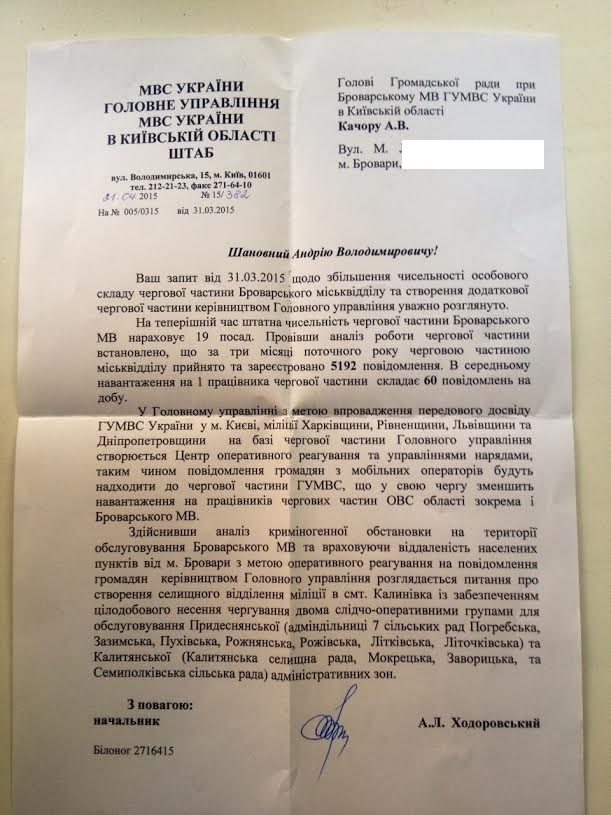 МВС УКРАЇНИ
ГОЛОВНЕ УПРАВЛІННЯ
МВС УКРАЇНИ
В КИЇВСЬКІЙ ОБЛАСТІ
ШТАБ
вул. Володимирська, 15, м. Київ, 01601
тел. 212-21-23, факс 271-64-10
21.04 2015 № 15/382
На № 005/0315 від 31.03.2015
Голові Громадської ради при
Броварському МВ ГУМВС України
в Київській області
Качору А.В.
Вул. М.
м. Бровари,
Шановний Андрію Володимировичу!
Ваш запит від 31.03.2015 щодо збільшення чисельності особового
складу чергової частини Броварського міськвідділу та створення додаткової
чергової частини керівництвом Головного управління уважно розглянуто.
На теперішній час штатна чисельність чергової частини Броварського
МВ нараховує 19 посад. Провівши аналіз роботи чергової частини
встановлено, що за три місяці поточного року черговою частиною
міськвідділу прийнято та зареєстровано 5192 повідомлення. В середньому
навантаження на 1 працівника чергової частини складає 60 повідомлень на
добу.
У Головному управлінні з метою впровадження передового досвіду
ГУМВС України у м. Києві, міліції Харківщини, Рівненщини, Львівщини та
Дніпропетровщини на базі чергової частини Головного управління
створюється Центр оперативного реагування та управліннями нарядами,
таким чином повідомлення громадян з мобільних операторів будуть
надходити до чергової частини ГУМВС, що у свою чергу зменшить
навантаження на працівників чергових частин ОВС області зокрема і
Броварського МВ.
Здійснивши аналіз криміногенної обстановки на території
обслуговування Броварського МВ та враховуючи віддаленість населених
пунктів від м. Бровари з метою оперативного реагування на повідомлення
громадян керівництвом Головного управління розглядається питання про
створення селищного відділення міліції в смт. Калинівка із забезпеченням
цілодобового несення чергування двома слідчо-оперативними групами для
обслуговування Придеснянської (адміндільниці 7 сільських рад Погребська,
Зазимська, Пухівська, Рожнянська, Рожівська, Літківська, Літочківська) та
Калитянської (Калитянська селищна рада, Мокрецька, Заворицька, та
Семиполківська сільська рада) адміністративних зон.
З повагою:
начальник А.Л. Ходоровський
Білоног 2716415